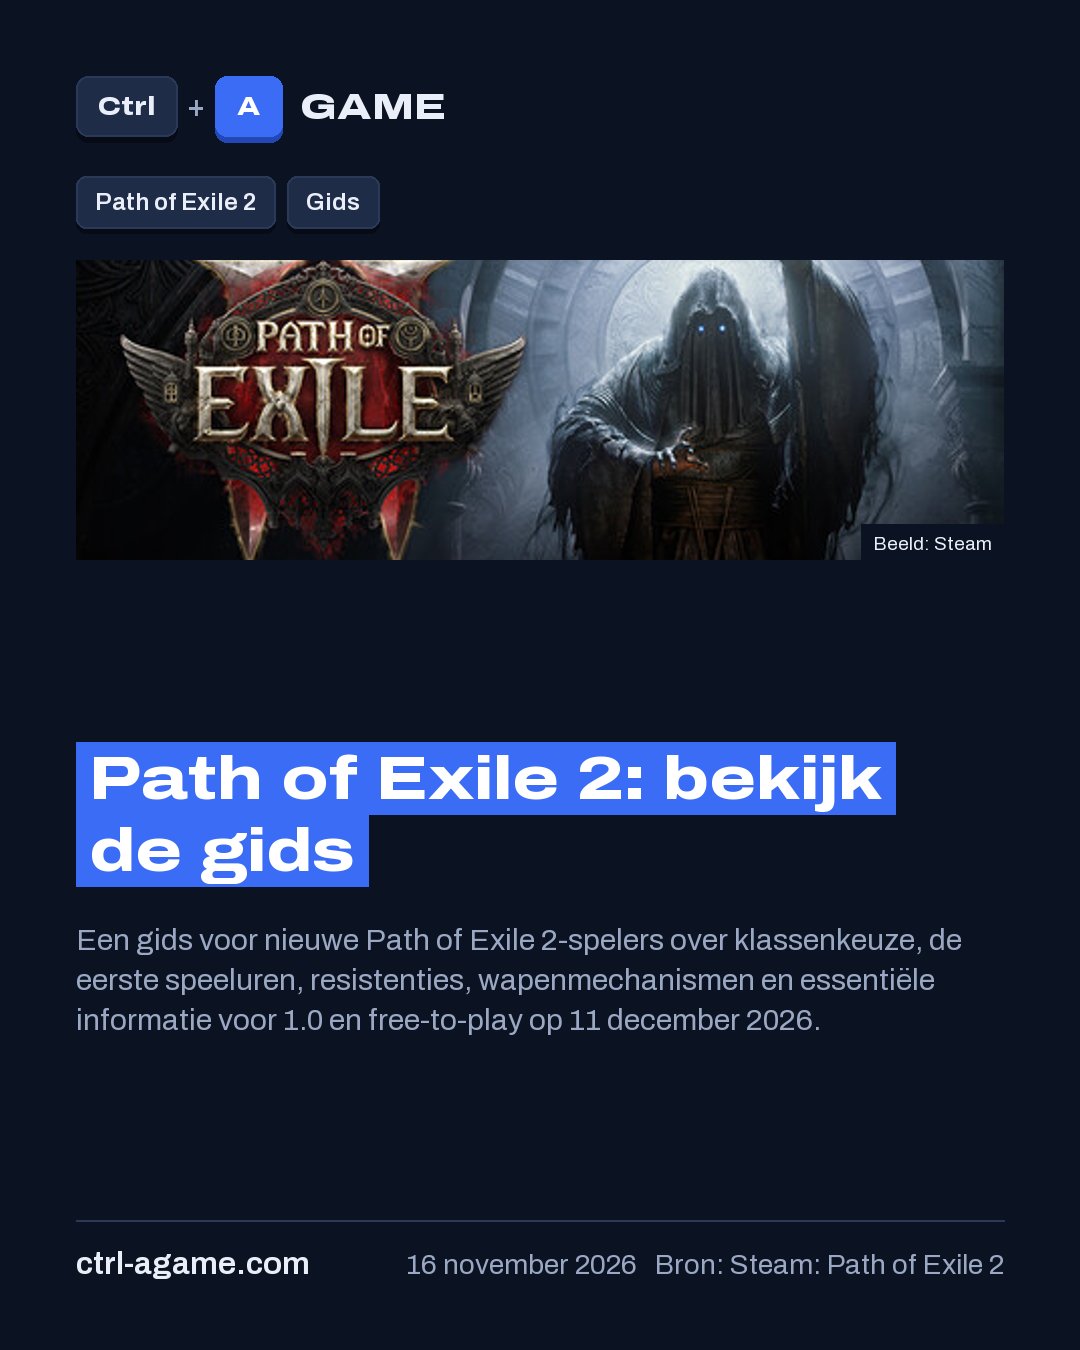 Ctrl + A GAME
Path of Exile 2 Gids
PATH OF
EXILE
Beeld: Steam
Path of Exile 2: bekijk
de gids
Een gids voor nieuwe Path of Exile 2-spelers over klassenkeuze, de
eerste speeluren, resistenties, wapenmechanismen en essentiële
informatie voor 1.0 en free-to-play op 11 december 2026.
ctrl-agame.com 16 november 2026 Bron: Steam: Path of Exile 2